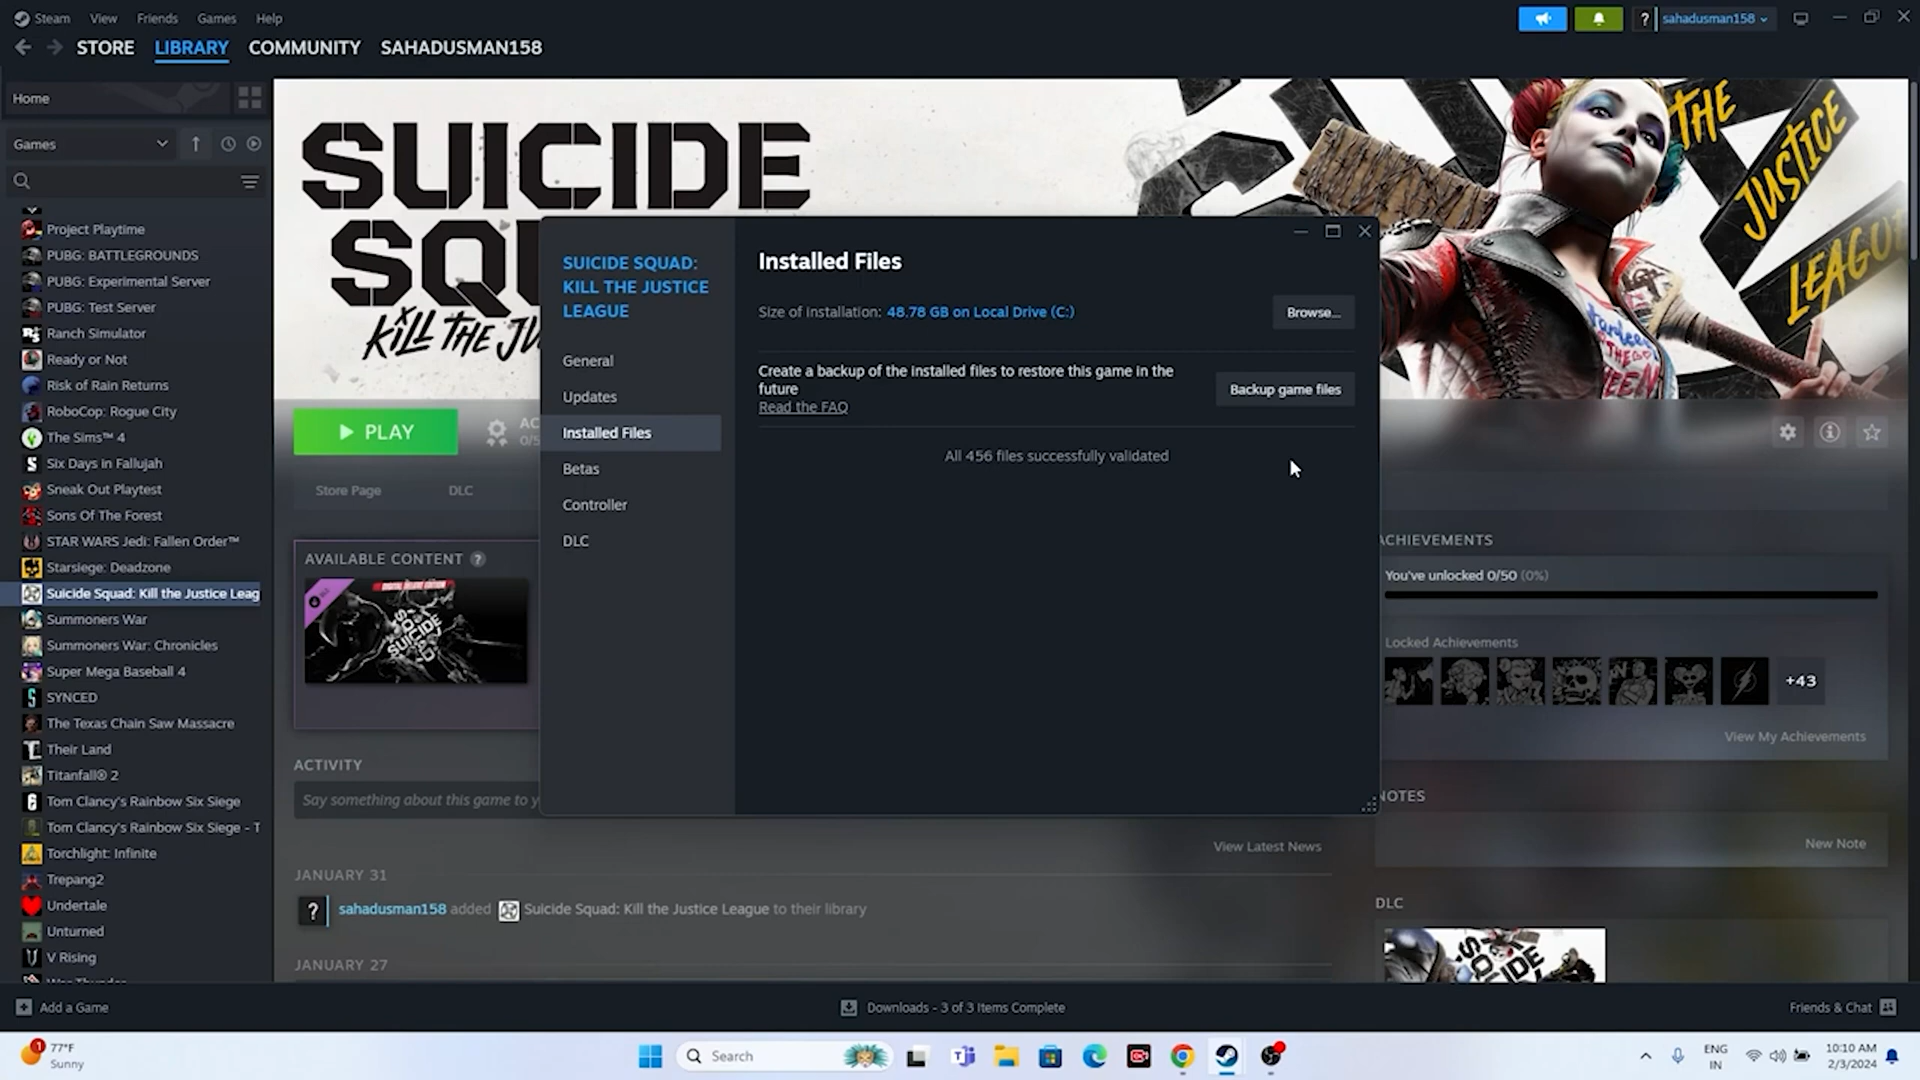 Steam View Friends Games Help
? sahadusman158
STORE LIBRARY COMMUNITY SAHADUSMAN158
Home
Games
Project Playtime
PUBG: BATTLEGROUNDS
PUBG: Experimental Server
PUBG: Test Server
Ranch Simulator
Ready or Not
Risk of Rain Returns
RoboCop: Rogue City
The Sims™ 4
Six Days in Fallujah
Sneak Out Playtest
Sons Of The Forest
STAR WARS Jedi: Fallen Order™
Starsiege: Deadzone
Suicide Squad: Kill the Justice Leag
Summoners War
Summoners War: Chronicles
Super Mega Baseball 4
SYNCED
The Texas Chain Saw Massacre
Their Land
Titanfall® 2
Tom Clancy's Rainbow Six Siege
Tom Clancy's Rainbow Six Siege - T
Torchlight: Infinite
Trepang2
Undertale
Unturned
V Rising
Add a Game
SUICIDE
SQU
KILL THE JU
THE
JUSTICE
LEAGU
PLAY
AC
0/5
Store Page DLC
AVAILABLE CONTENT ?
DIGITAL DELUXE EDITION
SUICIDE SQUAD
ACTIVITY
Say something about this game to y
View Latest News
JANUARY 31
? sahadusman158 added Suicide Squad: Kill the Justice League to their library
JANUARY 27
SUICIDE SQUAD:
KILL THE JUSTICE
LEAGUE
General
Updates
Installed Files
Betas
Controller
DLC
Installed Files
Size of Installation: 48.78 GB on Local Drive (C:)
Browse...
Create a backup of the installed files to restore this game in the
future
Read the FAQ
Backup game files
All 456 files successfully validated
ACHIEVEMENTS
You've unlocked 0/50 (0%)
Locked Achievements
+43
View My Achievements
NOTES
New Note
DLC
Downloads - 3 of 3 Items Complete
Friends & Chat
1
77°F
Sunny
Search
ENG
IN
10:10 AM
2/3/2024